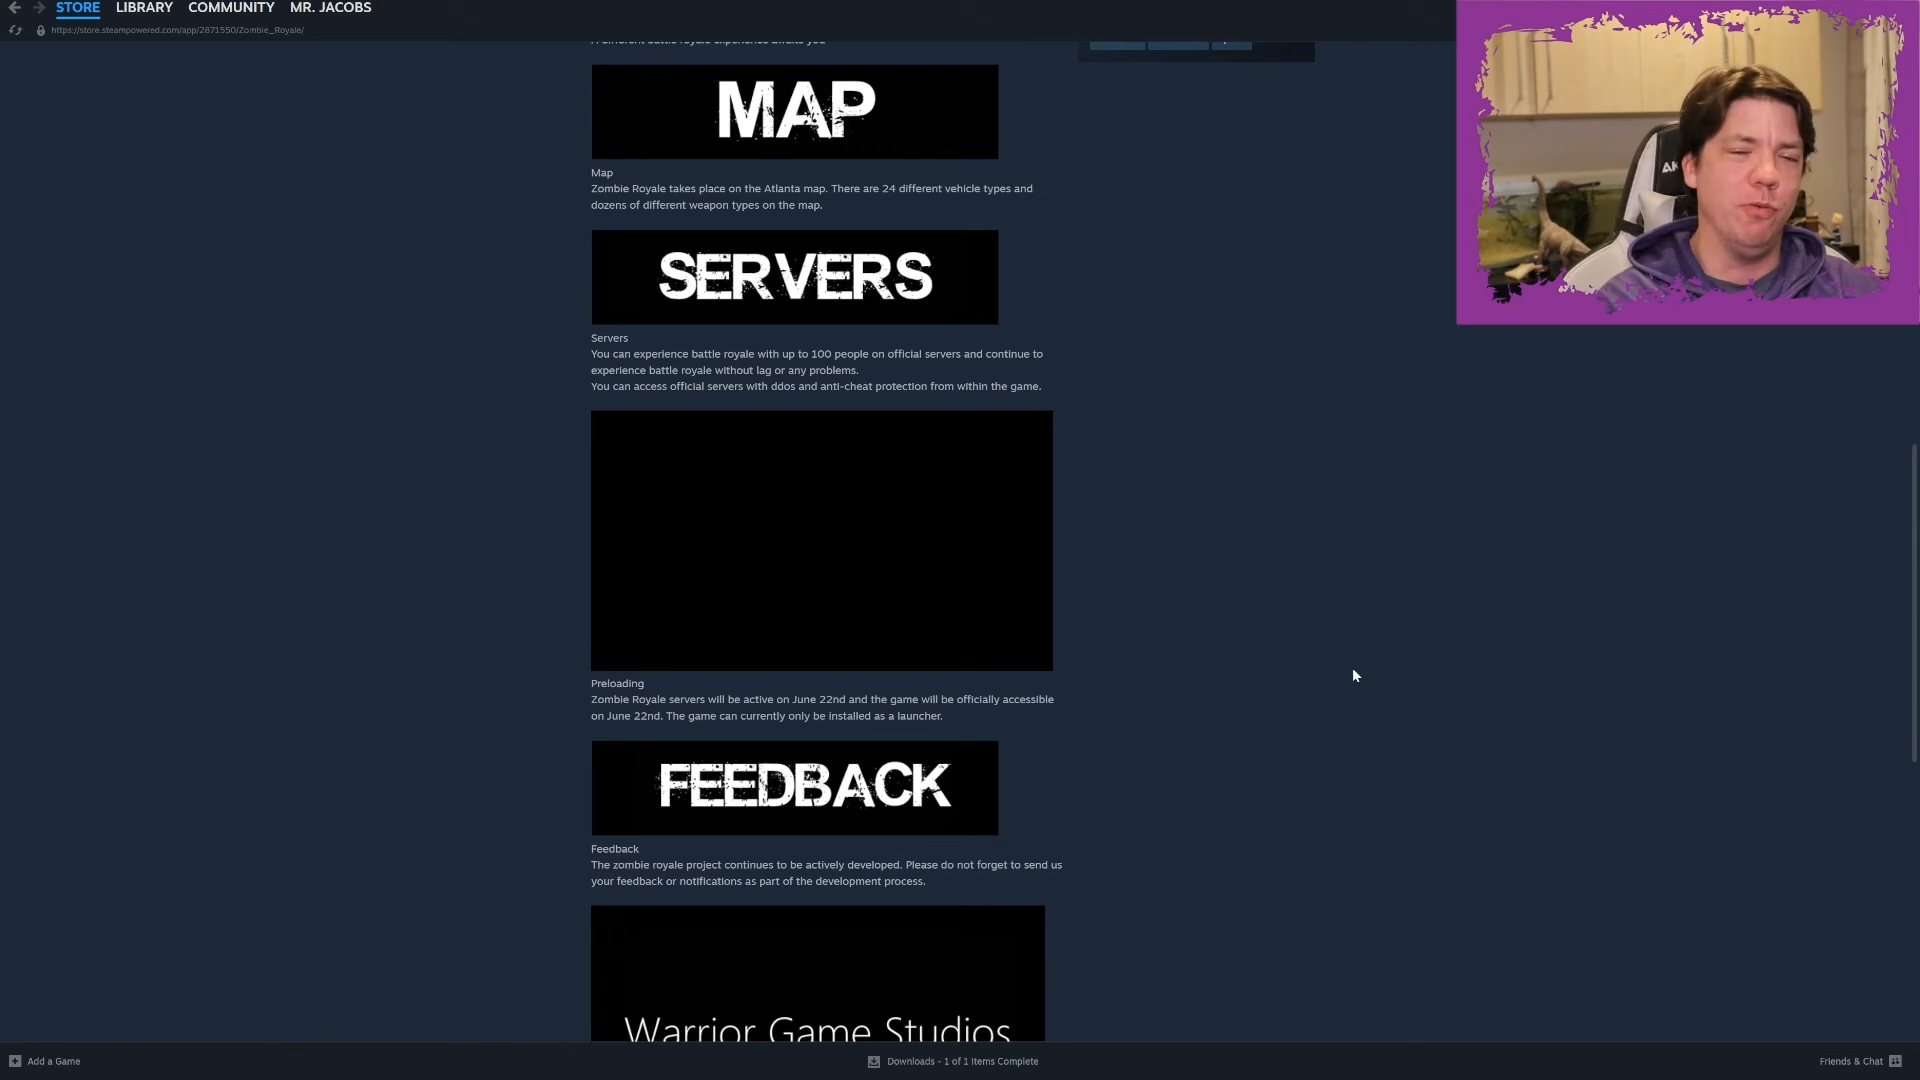 STORE LIBRARY COMMUNITY MR. JACOBS
https://store.steampowered.com/app/2871550/Zombie_Royale/
A different battle royale experience awaits you
MAP
Map
Zombie Royale takes place on the Atlanta map. There are 24 different vehicle types and
dozens of different weapon types on the map.
SERVERS
Servers
You can experience battle royale with up to 100 people on official servers and continue to
experience battle royale without lag or any problems.
You can access official servers with ddos and anti-cheat protection from within the game.
Preloading
Zombie Royale servers will be active on June 22nd and the game will be officially accessible
on June 22nd. The game can currently only be installed as a launcher.
FEEDBACK
Feedback
The zombie royale project continues to be actively developed. Please do not forget to send us
your feedback or notifications as part of the development process.
Warrior Game Studios
Add a Game
Downloads - 1 of 1 Items Complete
Friends & Chat